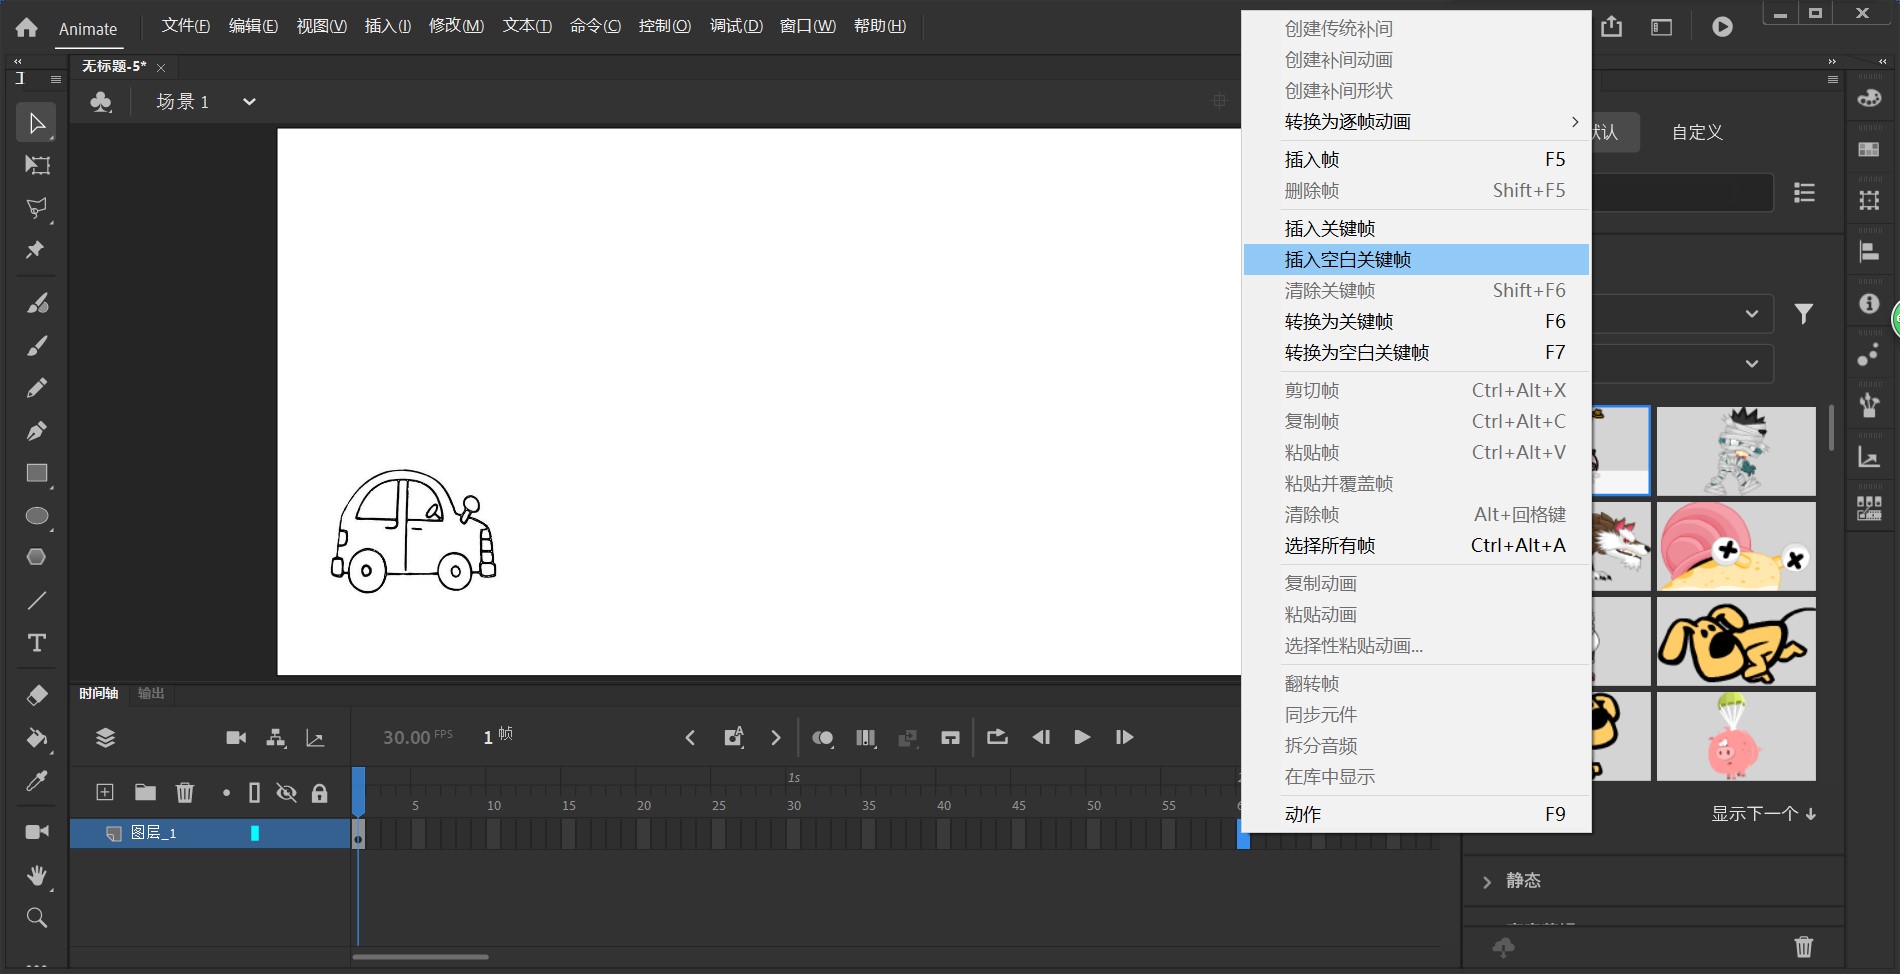 Animate
文件(F) 编辑(E) 视图(V) 插入(I) 修改(M) 文本(T) 命令(C) 控制(O) 调试(D) 窗口(W) 帮助(H)
无标题-5*
场景 1
创建传统补间
创建补间动画
创建补间形状
转换为逐帧动画
插入帧 F5
删除帧 Shift+F5
插入关键帧
插入空白关键帧
清除关键帧 Shift+F6
转换为关键帧 F6
转换为空白关键帧 F7
剪切帧 Ctrl+Alt+X
复制帧 Ctrl+Alt+C
粘贴帧 Ctrl+Alt+V
粘贴并覆盖帧
清除帧 Alt+回格键
选择所有帧 Ctrl+Alt+A
复制动画
粘贴动画
选择性粘贴动画...
翻转帧
同步元件
拆分音频
在库中显示
动作 F9
认 自定义
显示下一个
静态
时间轴 输出
30.00 FPS 1 帧
1s
5 10 15 20 25 30 35 40 45 50 55
图层_1